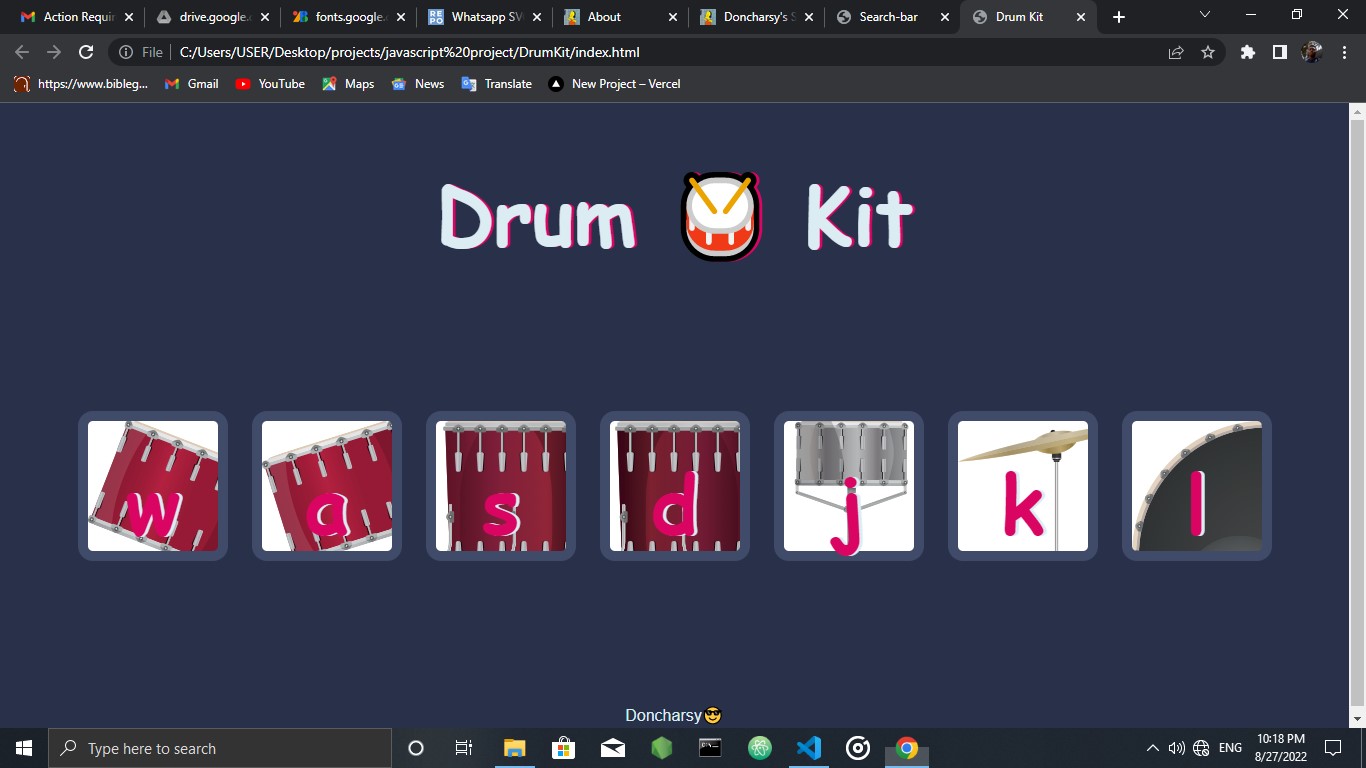 Action Requir
drive.google.c
fonts.google.c
Whatsapp SV
About
Doncharsy's S
Search-bar
Drum Kit
File
C:/Users/USER/Desktop/projects/javascript%20project/DrumKit/index.html
https://www.bibleg...
Gmail
YouTube
Maps
News
Translate
New Project – Vercel
Drum 🥁 Kit
w
a
s
d
j
k
l
Doncharsy😎
Type here to search
ENG
10:18 PM
8/27/2022